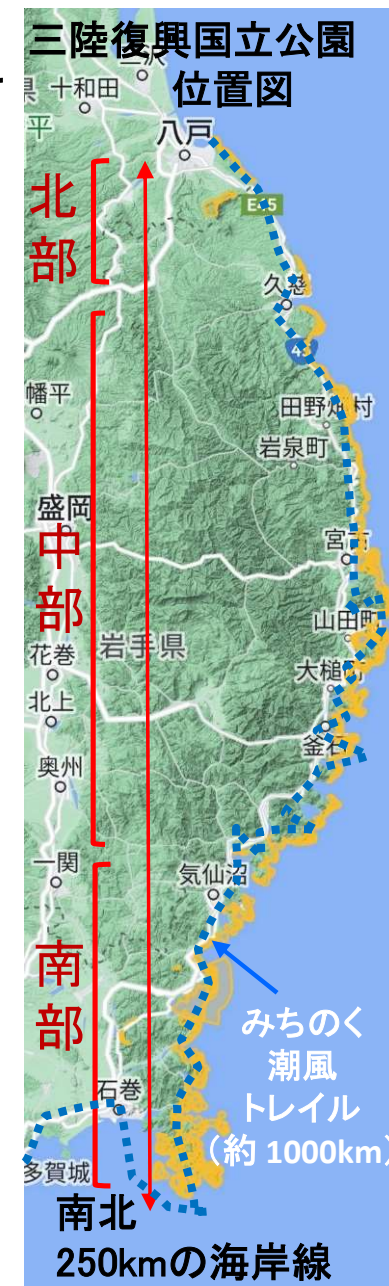 三陸復興国立公園
位置図
十和田
八戸
北部
E45
久慈
45
幡平
田野畑村
岩泉町
盛岡
宮古
中部
山田町
花巻
岩手県
大槌町
北上
釜石
奥州
一関
気仙沼
南部
みちのく
潮風
トレイル
(約 1000km)
石巻
多賀城
南北
250kmの海岸線